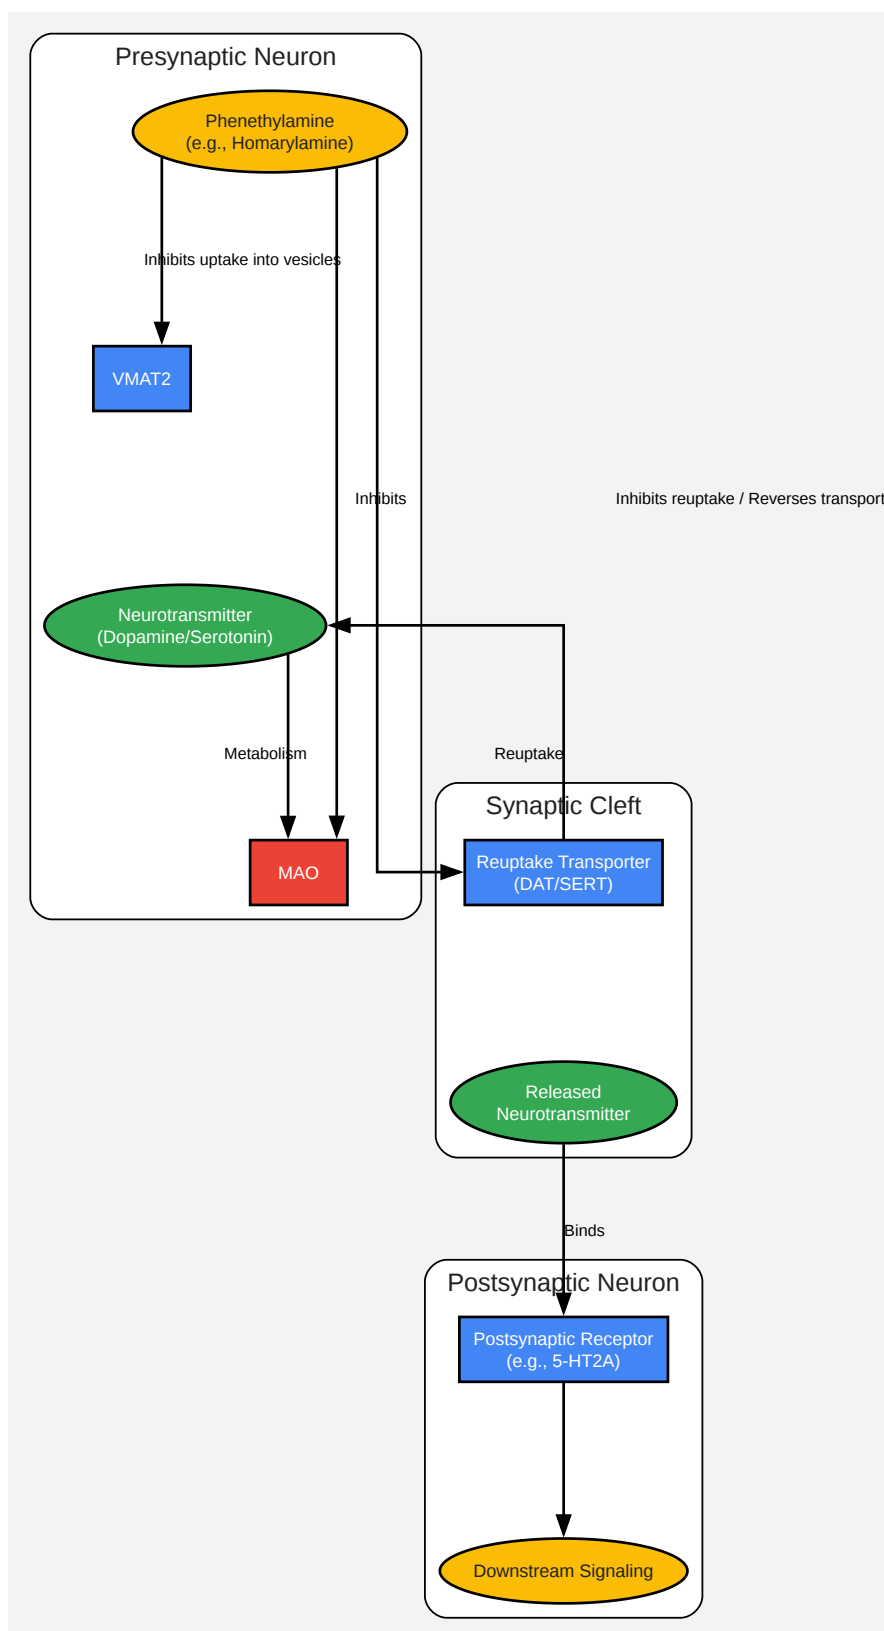 Presynaptic Neuron
Phenethylamine
(e.g., Homarylamine)
Inhibits uptake into vesicles
VMAT2
Inhibits
Inhibits reuptake / Reverses transport
Neurotransmitter
(Dopamine/Serotonin)
Metabolism
Reuptake
Synaptic Cleft
MAO
Reuptake Transporter
(DAT/SERT)
Released
Neurotransmitter
Binds
Postsynaptic Neuron
Postsynaptic Receptor
(e.g., 5-HT2A)
Downstream Signaling